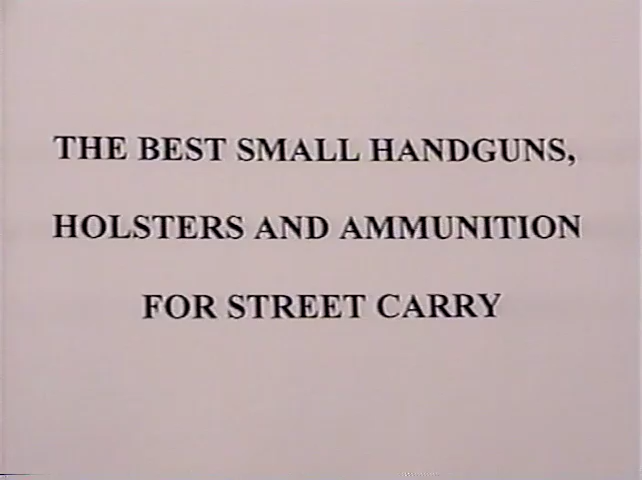 THE BEST SMALL HANDGUNS,
HOLSTERS AND AMMUNITION
FOR STREET CARRY